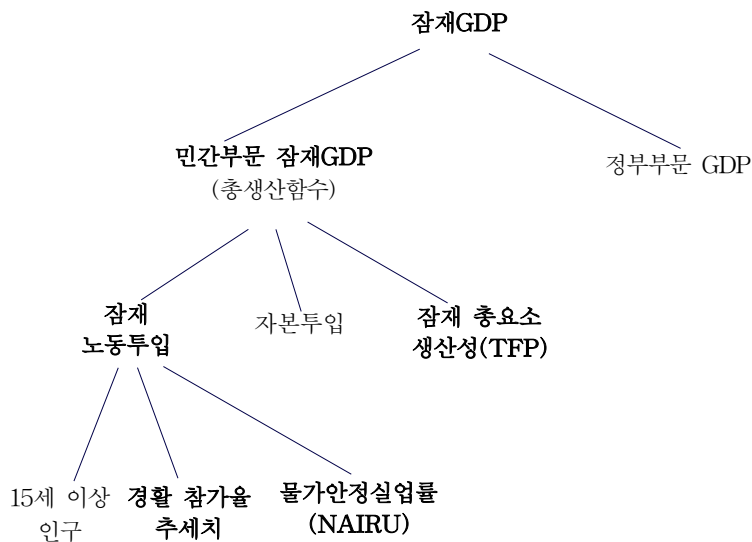 잠재GDP
민간부문 잠재GDP
(총생산함수)
정부부문 GDP
잠재
노동투입
자본투입
잠재 총요소
생산성(TFP)
15세 이상
인구
경활 참가율
추세치
물가안정실업률
(NAIRU)